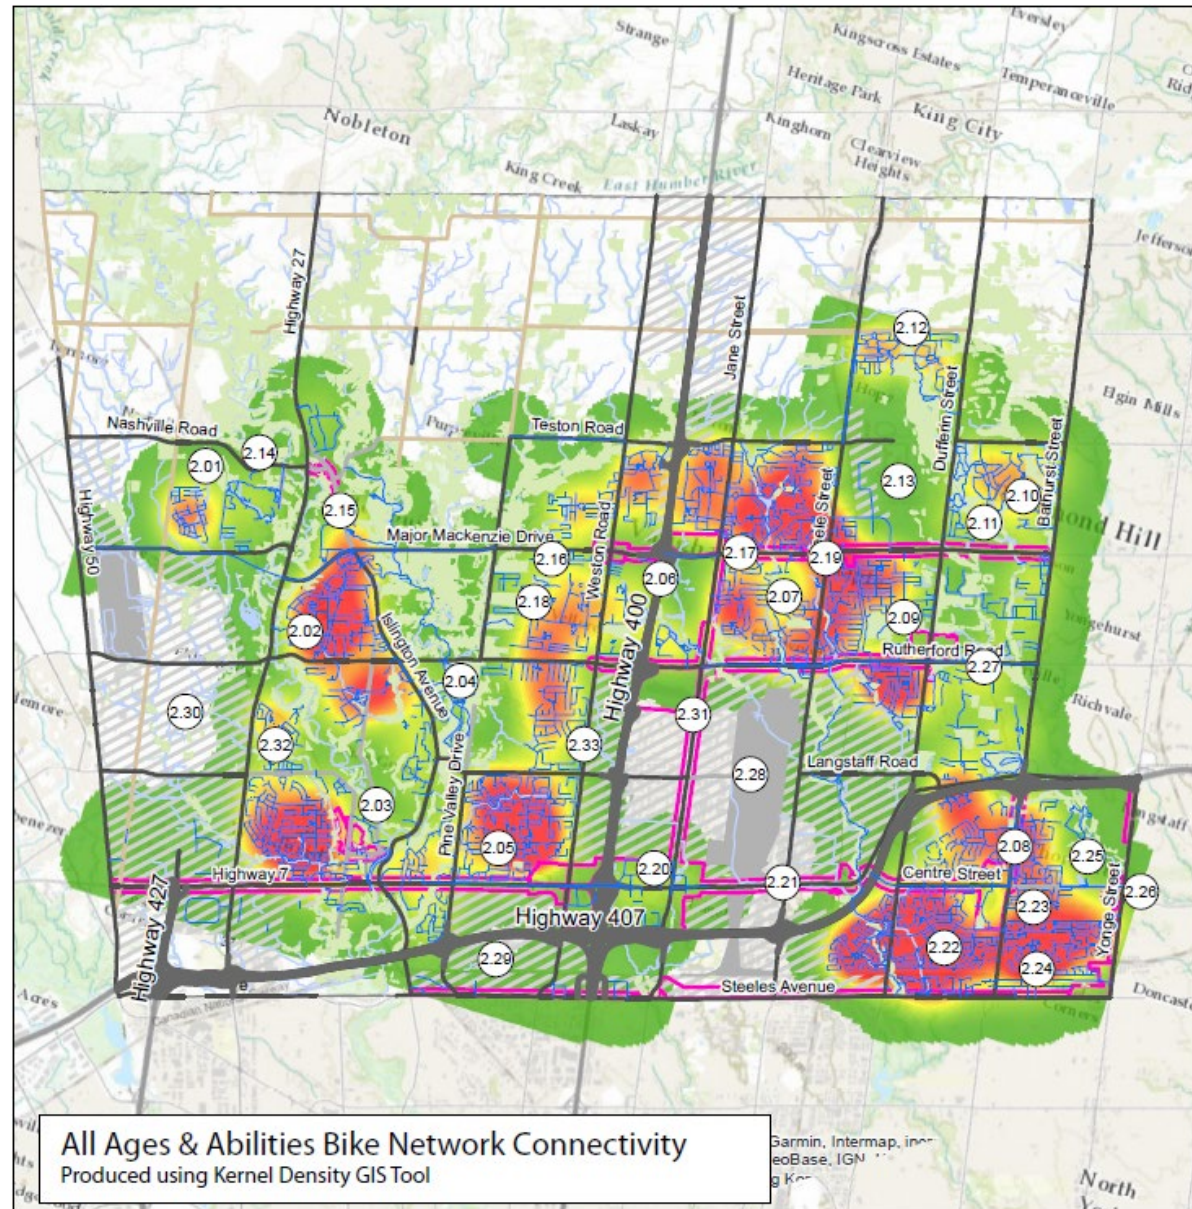 Eversley
Strange
Kingscross Estates
Heritage Park
Temperanceville
Nobleton
Laskay
Kinghorn
King City
Clearview
Heights
King Creek
East Humber River
Highway 27
Jane Street
2.12
Hope
Elgin Mills
Dufferin Street
Bathurst Street
Nashville Road
Teston Road
2.14
2.01
2.13
2.10
2.11
Highway 50
2.15
Major Mackenzie Drive
Weston Road
mond Hill
2.16
2.17
2.19
2.06
2.07
2.18
2.09
2.02
Islington Avenue
Highway 400
Rutherford Road
2.27
2.04
Richvale
2.30
2.31
2.32
2.33
Langstaff Road
2.28
2.03
Pine Valley Drive
2.05
2.08
2.25
2.20
2.21
Centre Street
2.26
Highway 7
2.23
Yonge Street
Highway 427
Highway 407
2.22
2.29
2.24
Steeles Avenue
Acres
Corners
All Ages & Abilities Bike Network Connectivity
Produced using Kernel Density GIS Tool
Garmin, Intermap,
IGN
North